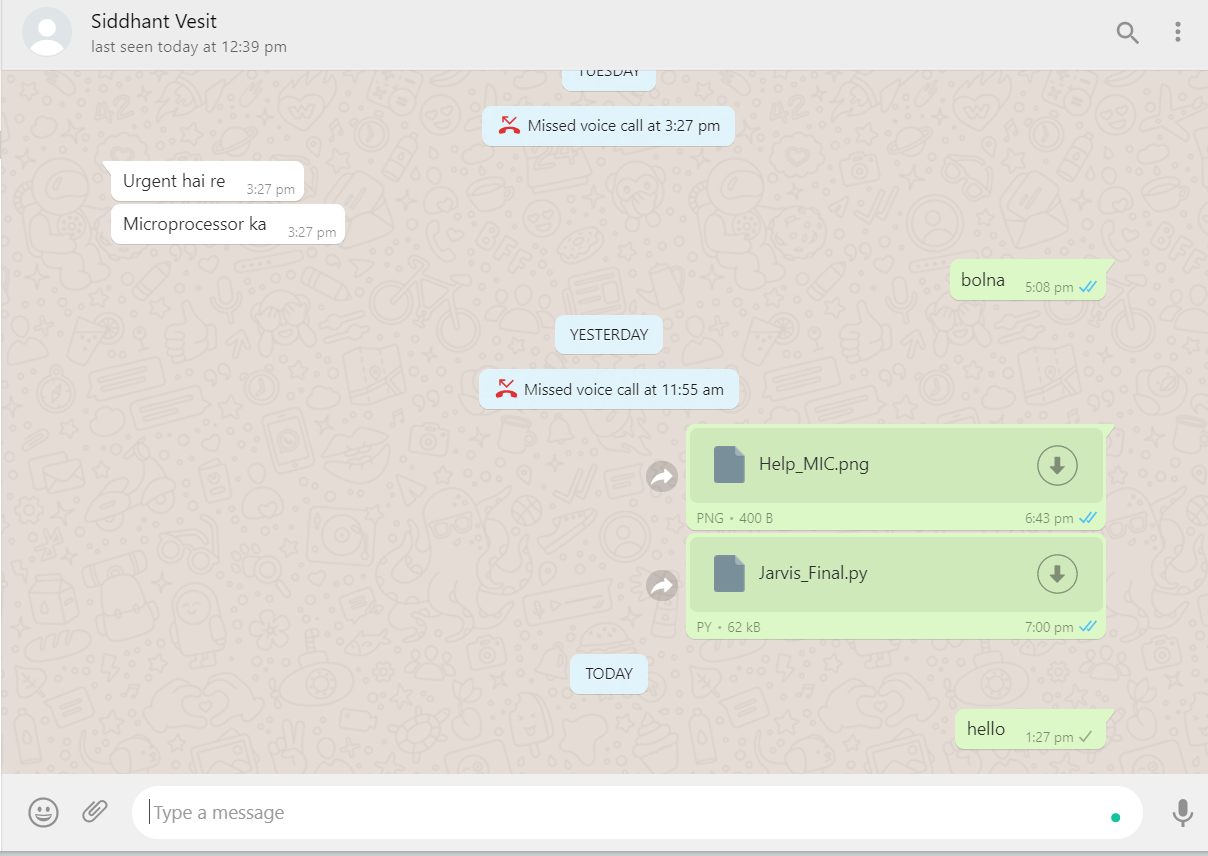 Siddhant Vesit
last seen today at 12:39 pm
TUESDAY
Missed voice call at 3:27 pm
Urgent hai re 3:27 pm
Microprocessor ka 3:27 pm
bolna 5:08 pm
YESTERDAY
Missed voice call at 11:55 am
Help_MIC.png
PNG • 400 B 6:43 pm
Jarvis_Final.py
PY • 62 kB 7:00 pm
TODAY
hello 1:27 pm
Type a message